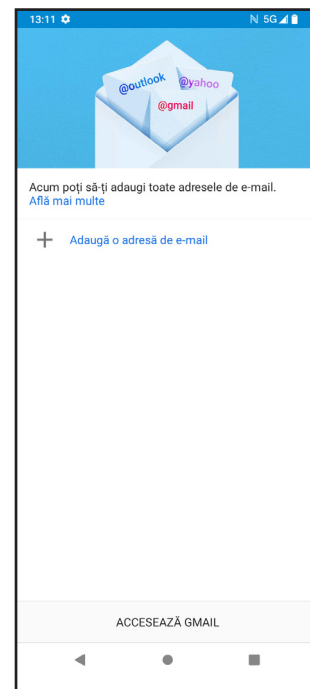 13:11 5G
@outlook @yahoo
@gmail
Acum poți să-ți adaugi toate adresele de e-mail.
Află mai multe
Adaugă o adresă de e-mail
ACCESEAZĂ GMAIL